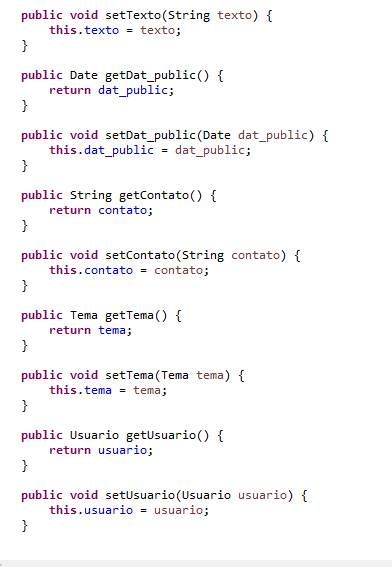 public void setTexto(String texto) {
    this.texto = texto;
}
public Date getDat_public() {
    return dat_public;
}
public void setDat_public(Date dat_public) {
    this.dat_public = dat_public;
}
public String getContato() {
    return contato;
}
public void setContato(String contato) {
    this.contato = contato;
}
public Tema getTema() {
    return tema;
}
public void setTema(Tema tema) {
    this.tema = tema;
}
public Usuario getUsuario() {
    return usuario;
}
public void setUsuario(Usuario usuario) {
    this.usuario = usuario;
}